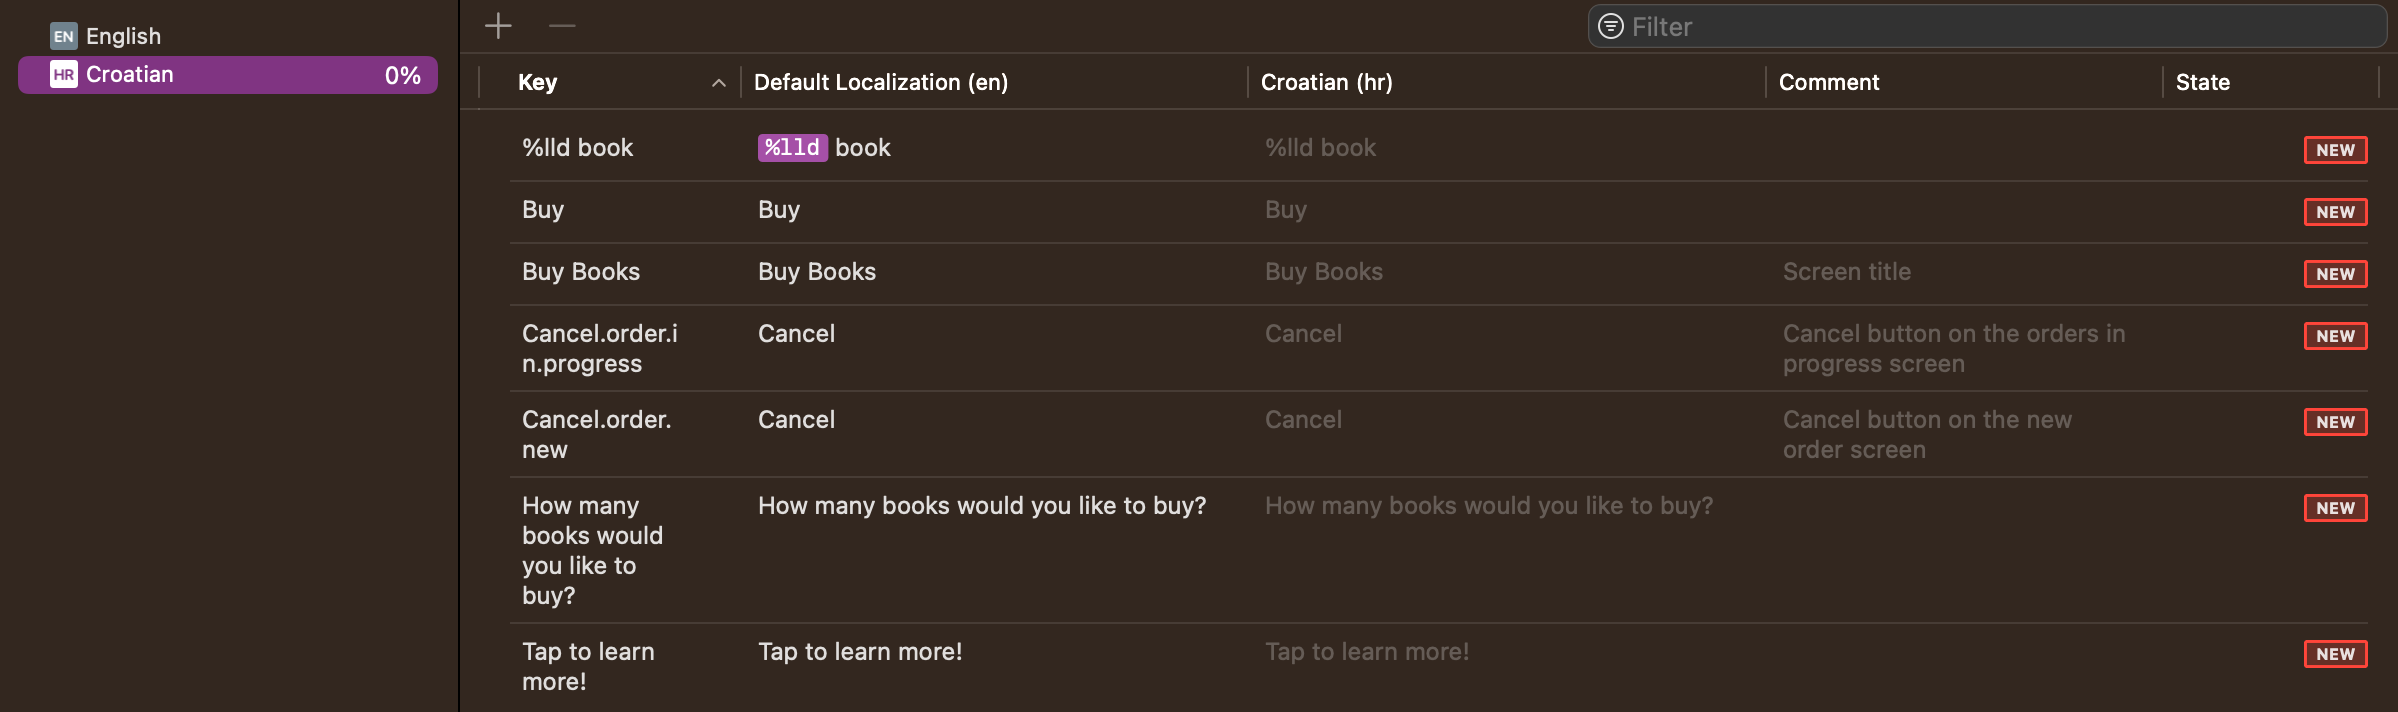 EN English
HR Croatian 0%
Filter
Key Default Localization (en) Croatian (hr) Comment State
%lld book %lld book %lld book NEW
Buy Buy Buy NEW
Buy Books Buy Books Buy Books Screen title NEW
Cancel.order.i Cancel Cancel Cancel button on the orders in NEW
n.progress progress screen
Cancel.order. Cancel Cancel Cancel button on the new NEW
new order screen
How many How many books would you like to buy? How many books would you like to buy? NEW
books would
you like to
buy?
Tap to learn Tap to learn more! Tap to learn more! NEW
more!